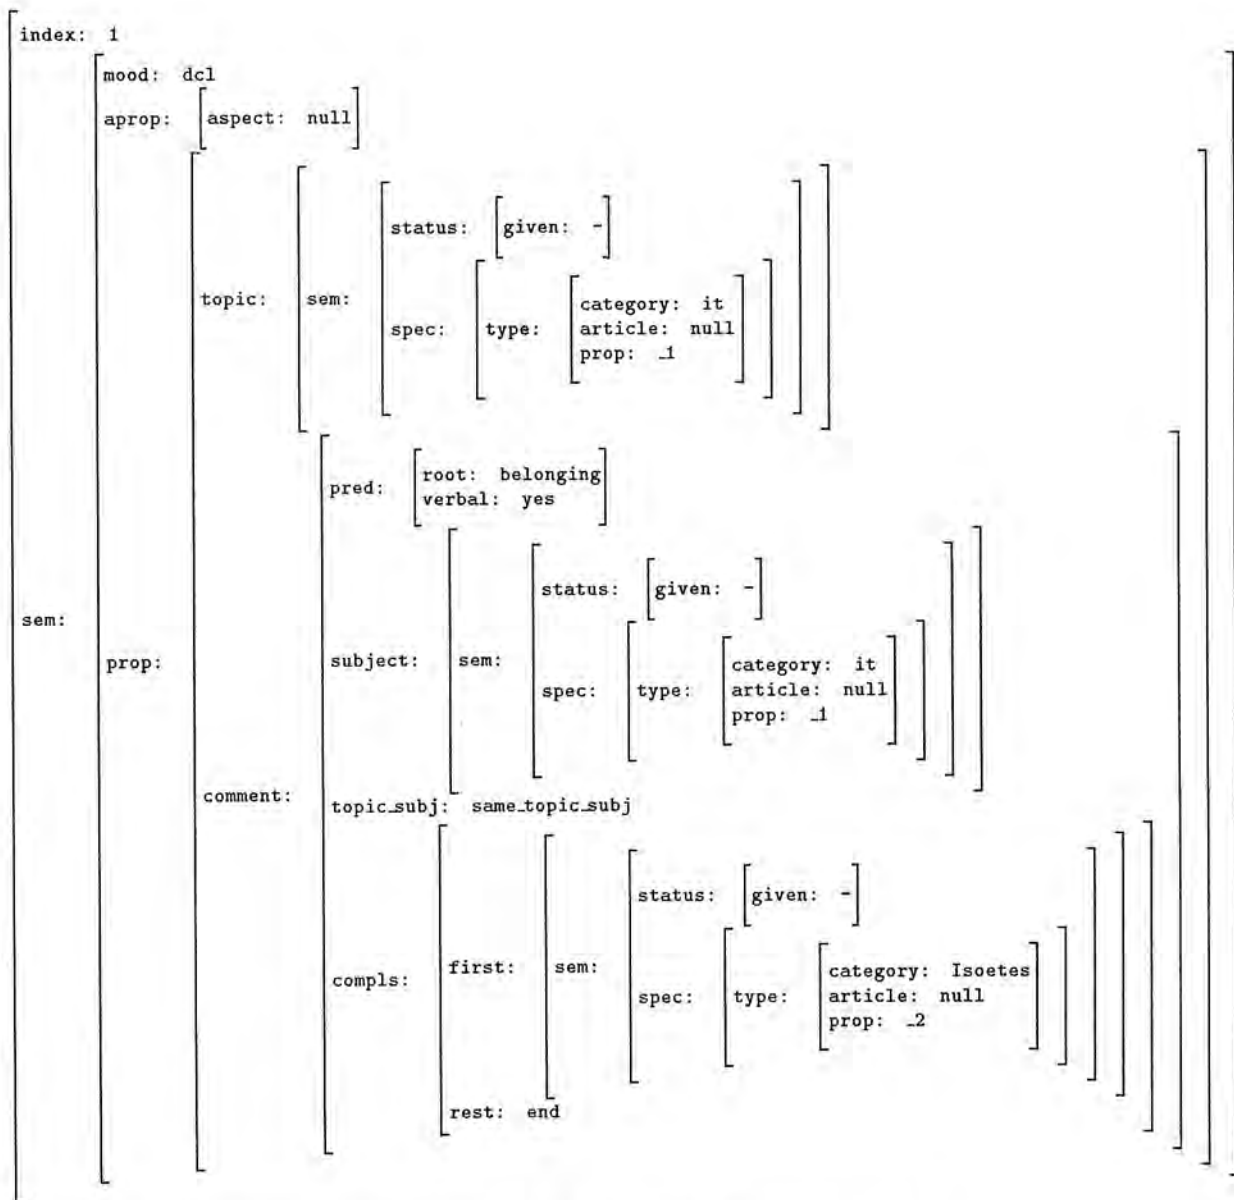 index: 1
mood: dcl
aprop: [aspect: null]
status: [given: -]
topic: sem:
category: it
spec: type: article: null
prop: _1
pred: root: belonging
verbal: yes
status: [given: -]
sem:
prop: subject: sem:
category: it
spec: type: article: null
prop: _1
comment:
topic_subj: same_topic_subj
status: [given: -]
compls: first: sem:
category: Isoetes
spec: type: article: null
prop: _2
rest: end